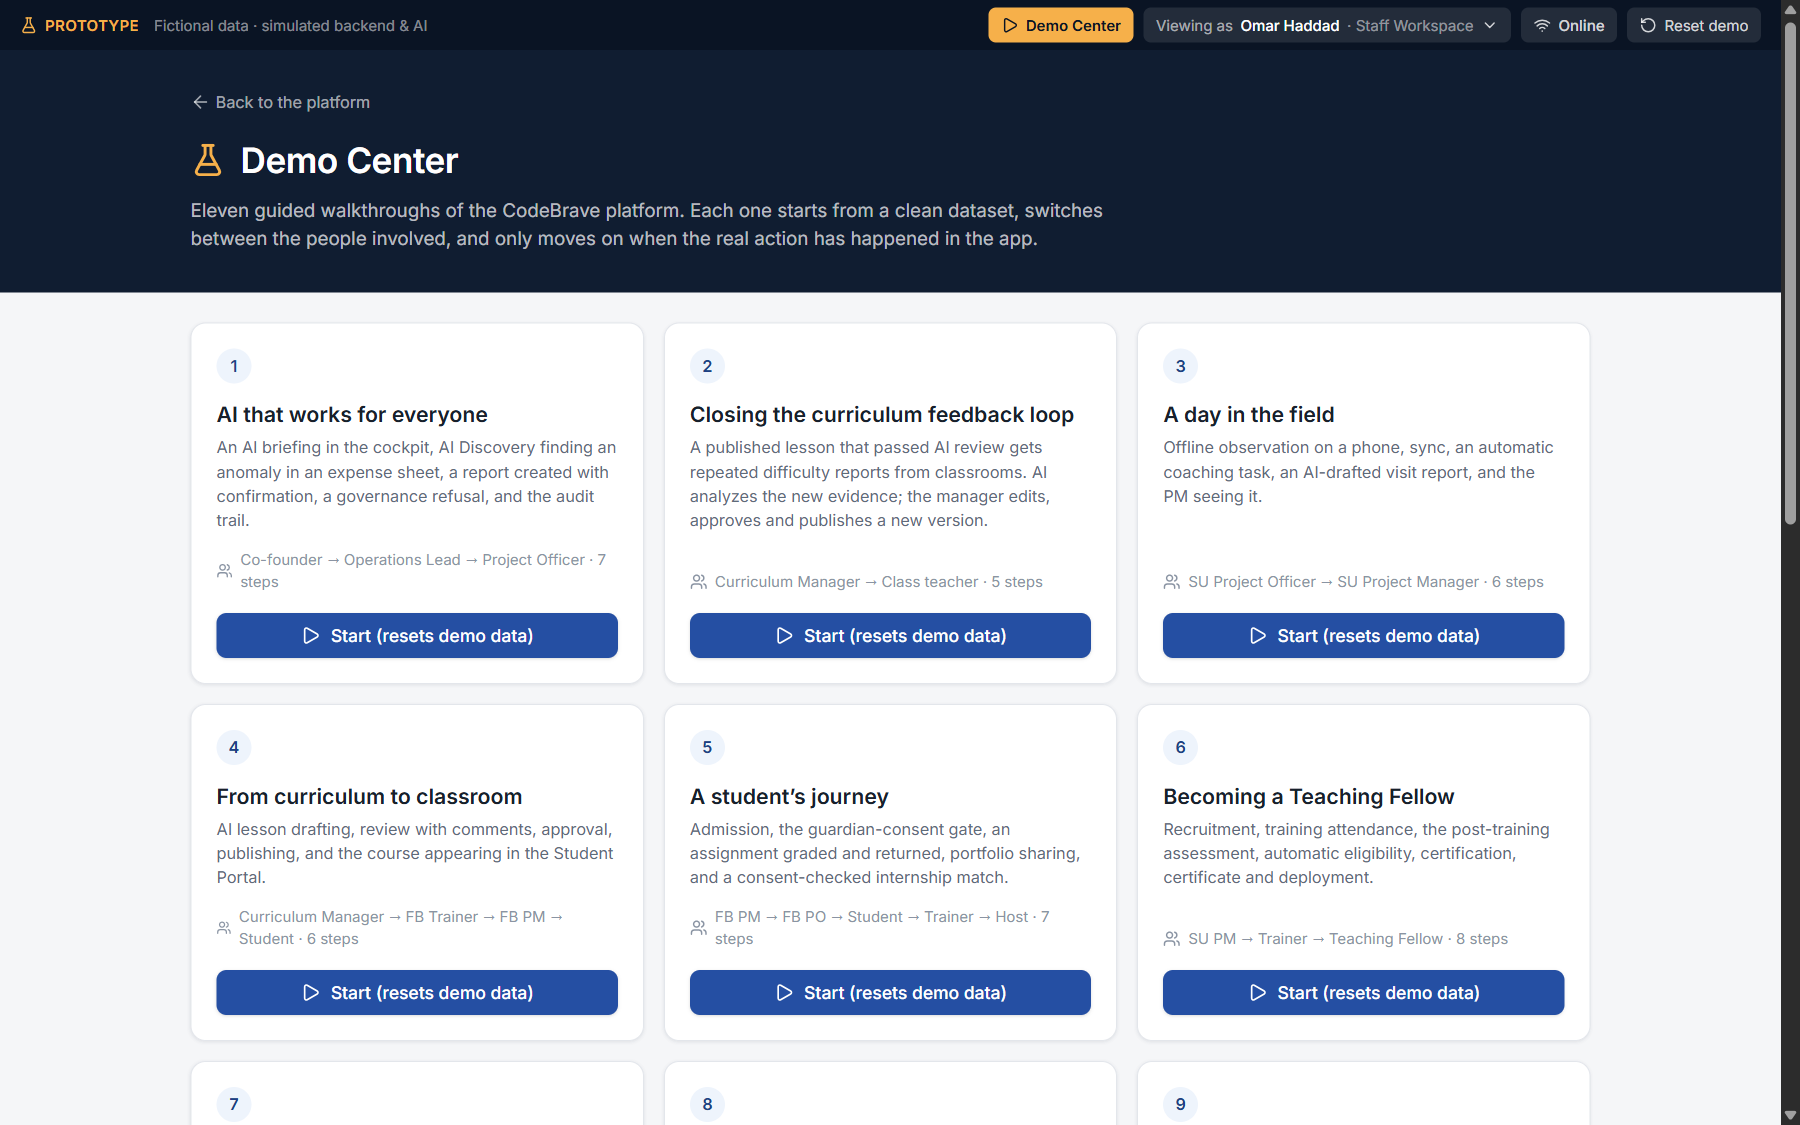 PROTOTYPE Fictional data · simulated backend & AI
Demo Center
Viewing as Omar Haddad · Staff Workspace
Online
Reset demo
← Back to the platform
Demo Center
Eleven guided walkthroughs of the CodeBrave platform. Each one starts from a clean dataset, switches
between the people involved, and only moves on when the real action has happened in the app.
1
AI that works for everyone
An AI briefing in the cockpit, AI Discovery finding an
anomaly in an expense sheet, a report created with
confirmation, a governance refusal, and the audit
trail.
Co-founder → Operations Lead → Project Officer · 7
steps
Start (resets demo data)
2
Closing the curriculum feedback loop
A published lesson that passed AI review gets
repeated difficulty reports from classrooms. AI
analyzes the new evidence; the manager edits,
approves and publishes a new version.
Curriculum Manager → Class teacher · 5 steps
Start (resets demo data)
3
A day in the field
Offline observation on a phone, sync, an automatic
coaching task, an AI-drafted visit report, and the
PM seeing it.
SU Project Officer → SU Project Manager · 6 steps
Start (resets demo data)
4
From curriculum to classroom
AI lesson drafting, review with comments, approval,
publishing, and the course appearing in the Student
Portal.
Curriculum Manager → FB Trainer → FB PM →
Student · 6 steps
Start (resets demo data)
5
A student’s journey
Admission, the guardian-consent gate, an
assignment graded and returned, portfolio sharing,
and a consent-checked internship match.
FB PM → FB PO → Student → Trainer → Host · 7
steps
Start (resets demo data)
6
Becoming a Teaching Fellow
Recruitment, training attendance, the post-training
assessment, automatic eligibility, certification,
certificate and deployment.
SU PM → Trainer → Teaching Fellow · 8 steps
Start (resets demo data)
7
8
9